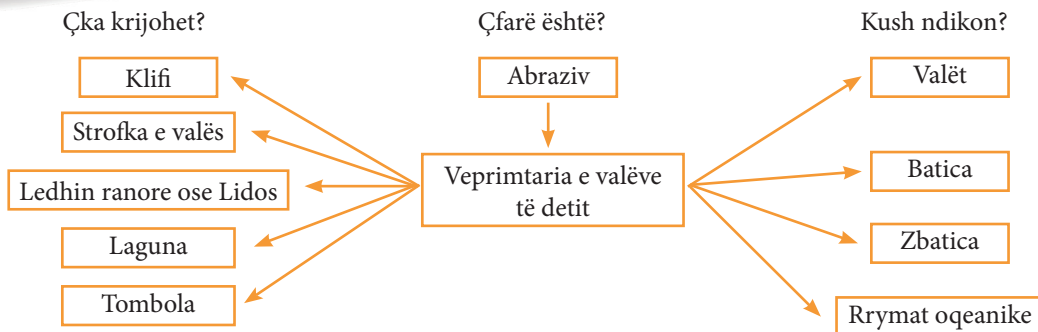 Çka krijohet?
Klifi
Strofka e valës
Ledhin ranore ose Lidos
Laguna
Tombola
Çfarë është?
Abraziv
Veprimtaria e valëve
të detit
Kush ndikon?
Valët
Batica
Zbatica
Rrymat oqeanike